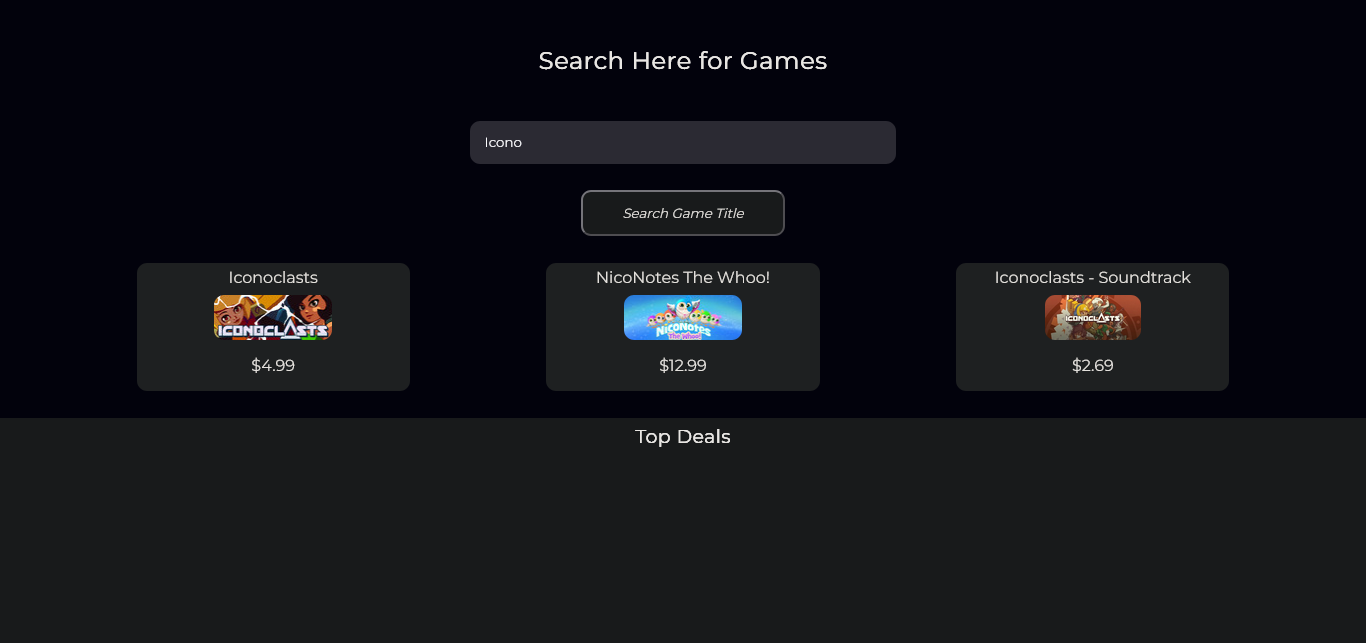 Search Here for Games
Icono
Search Game Title
Iconoclasts
ICONOCLASTS
$4.99
NicoNotes The Whoo!
NicoNotes
The Whoo!
$12.99
Iconoclasts - Soundtrack
ICONOCLASTS
$2.69
Top Deals